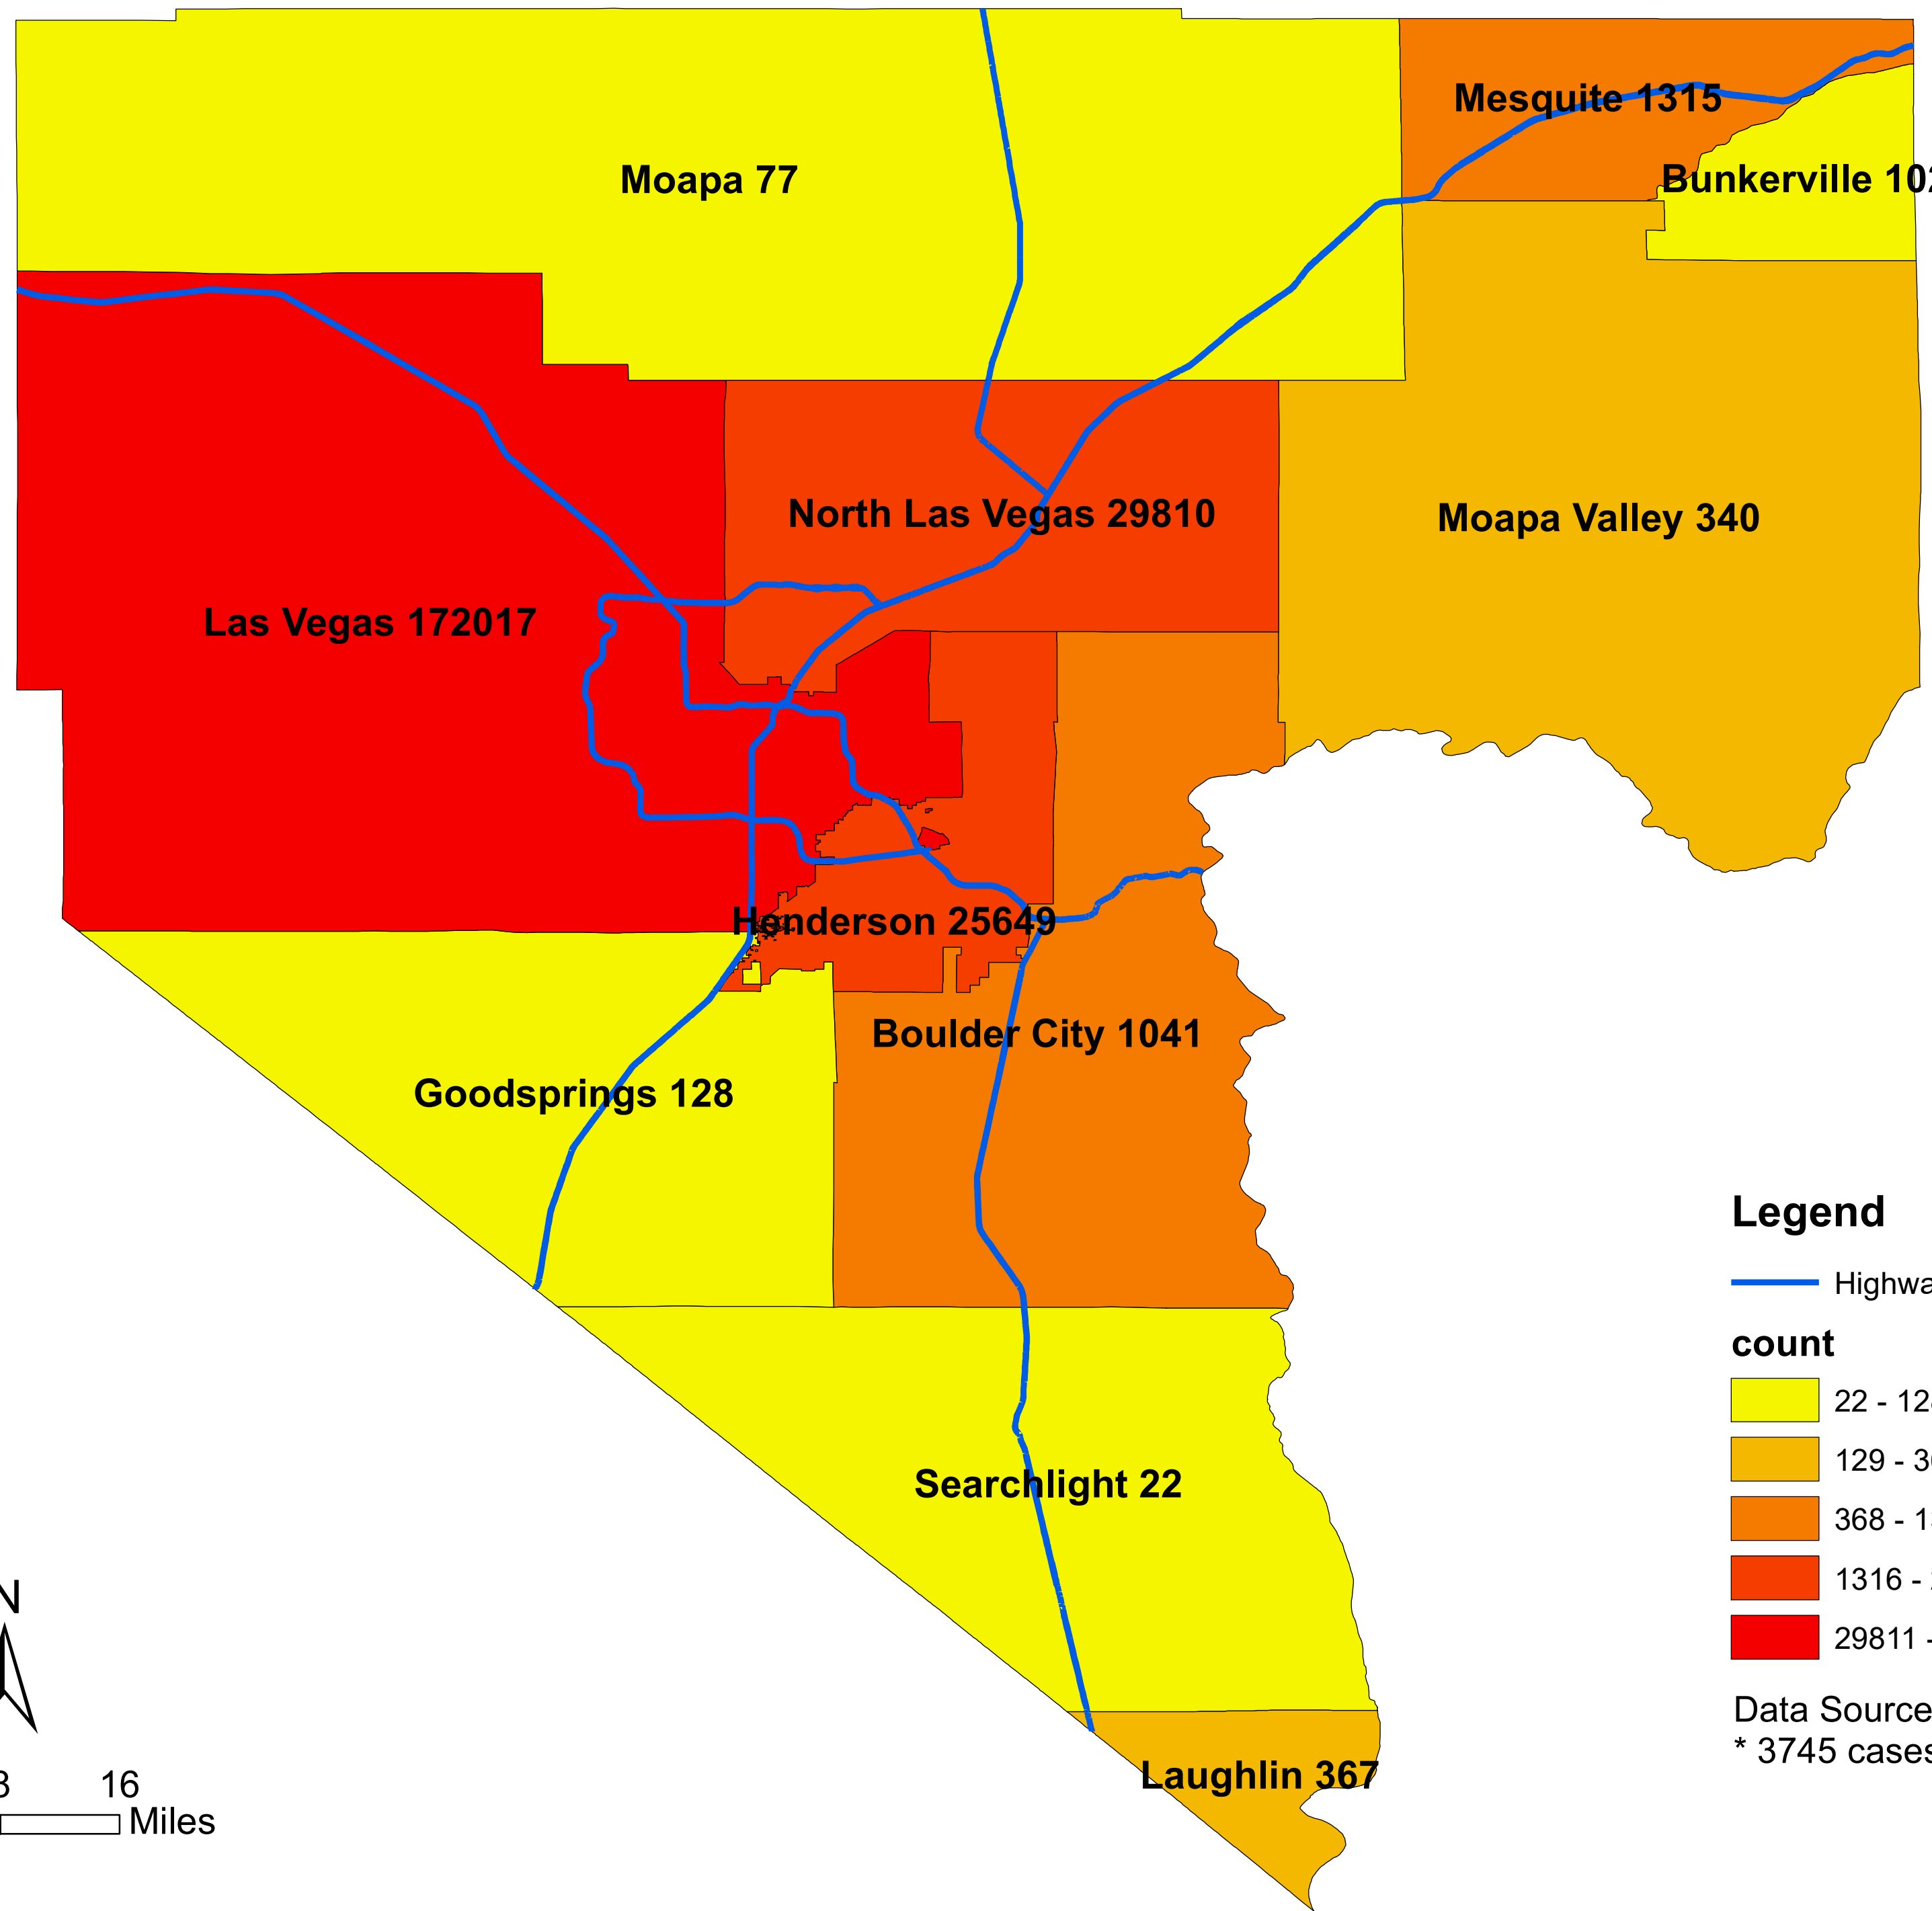 Mesquite 1315
Moapa 77
Bunkerville 102
North Las Vegas 29810
Moapa Valley 340
Las Vegas 172017
Henderson 25649
Boulder City 1041
Goodsprings 128
Searchlight 22
Laughlin 367
Legend
Highwa
count
22 - 12
129 - 3
368 - 1
1316 -
29811 -
Data Source
* 3745 cases
N
16
Miles